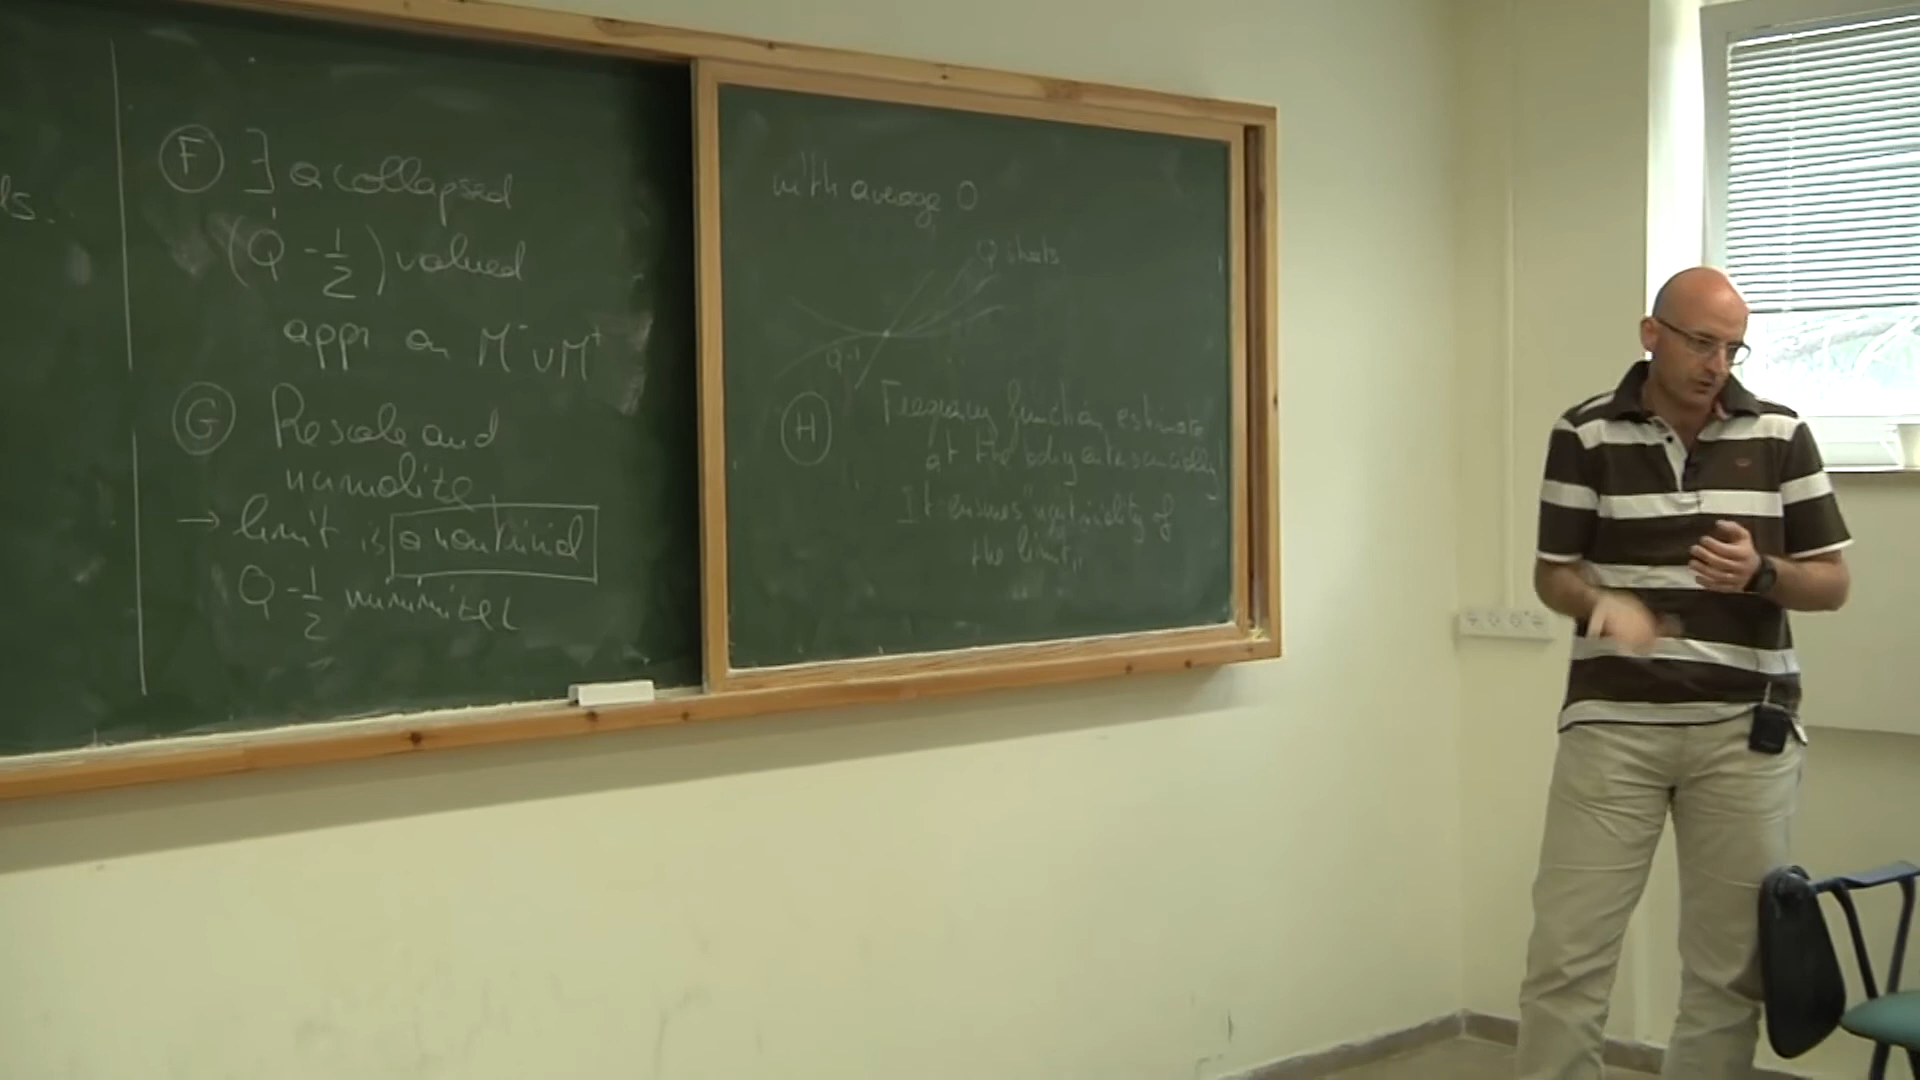 ls..
F ∃ a collapsed
(Q - 1/2) valued
appr on M⁻ ∪ M⁺
G Rescale and
normalize
→ limit is a nontrivial
Q - 1/2 minimizer
with average 0
Q sheets
Q-1
H Frequency function estimate
at the bdry
It ensures "nontriviality of
the limit"